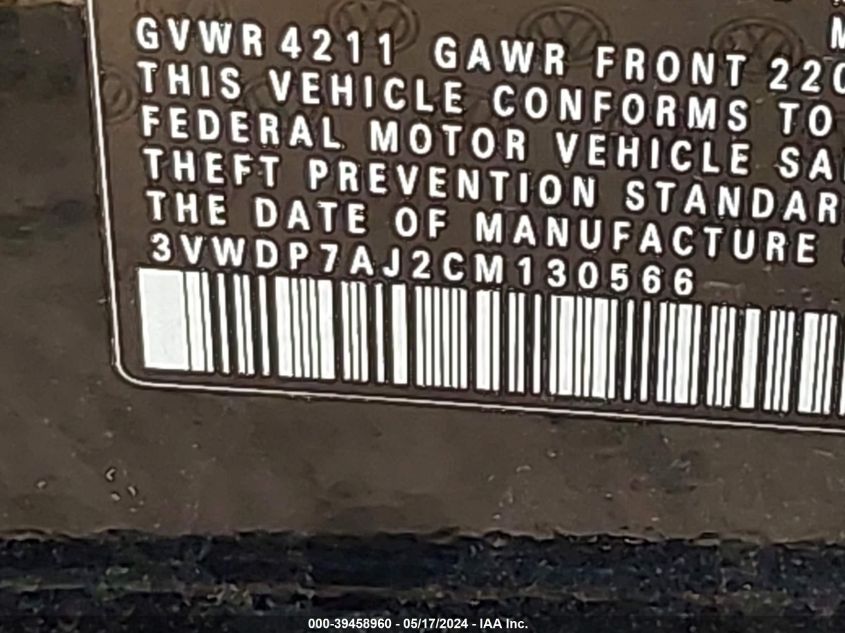 GVWR 4211 GAWR FRONT 220
THIS VEHICLE CONFORMS TO
FEDERAL MOTOR VEHICLE SA
THEFT PREVENTION STANDAR
THE DATE OF MANUFACTURE
3VWDP7AJ2CM130566
000-39458960 - 05/17/2024 - IAA Inc.